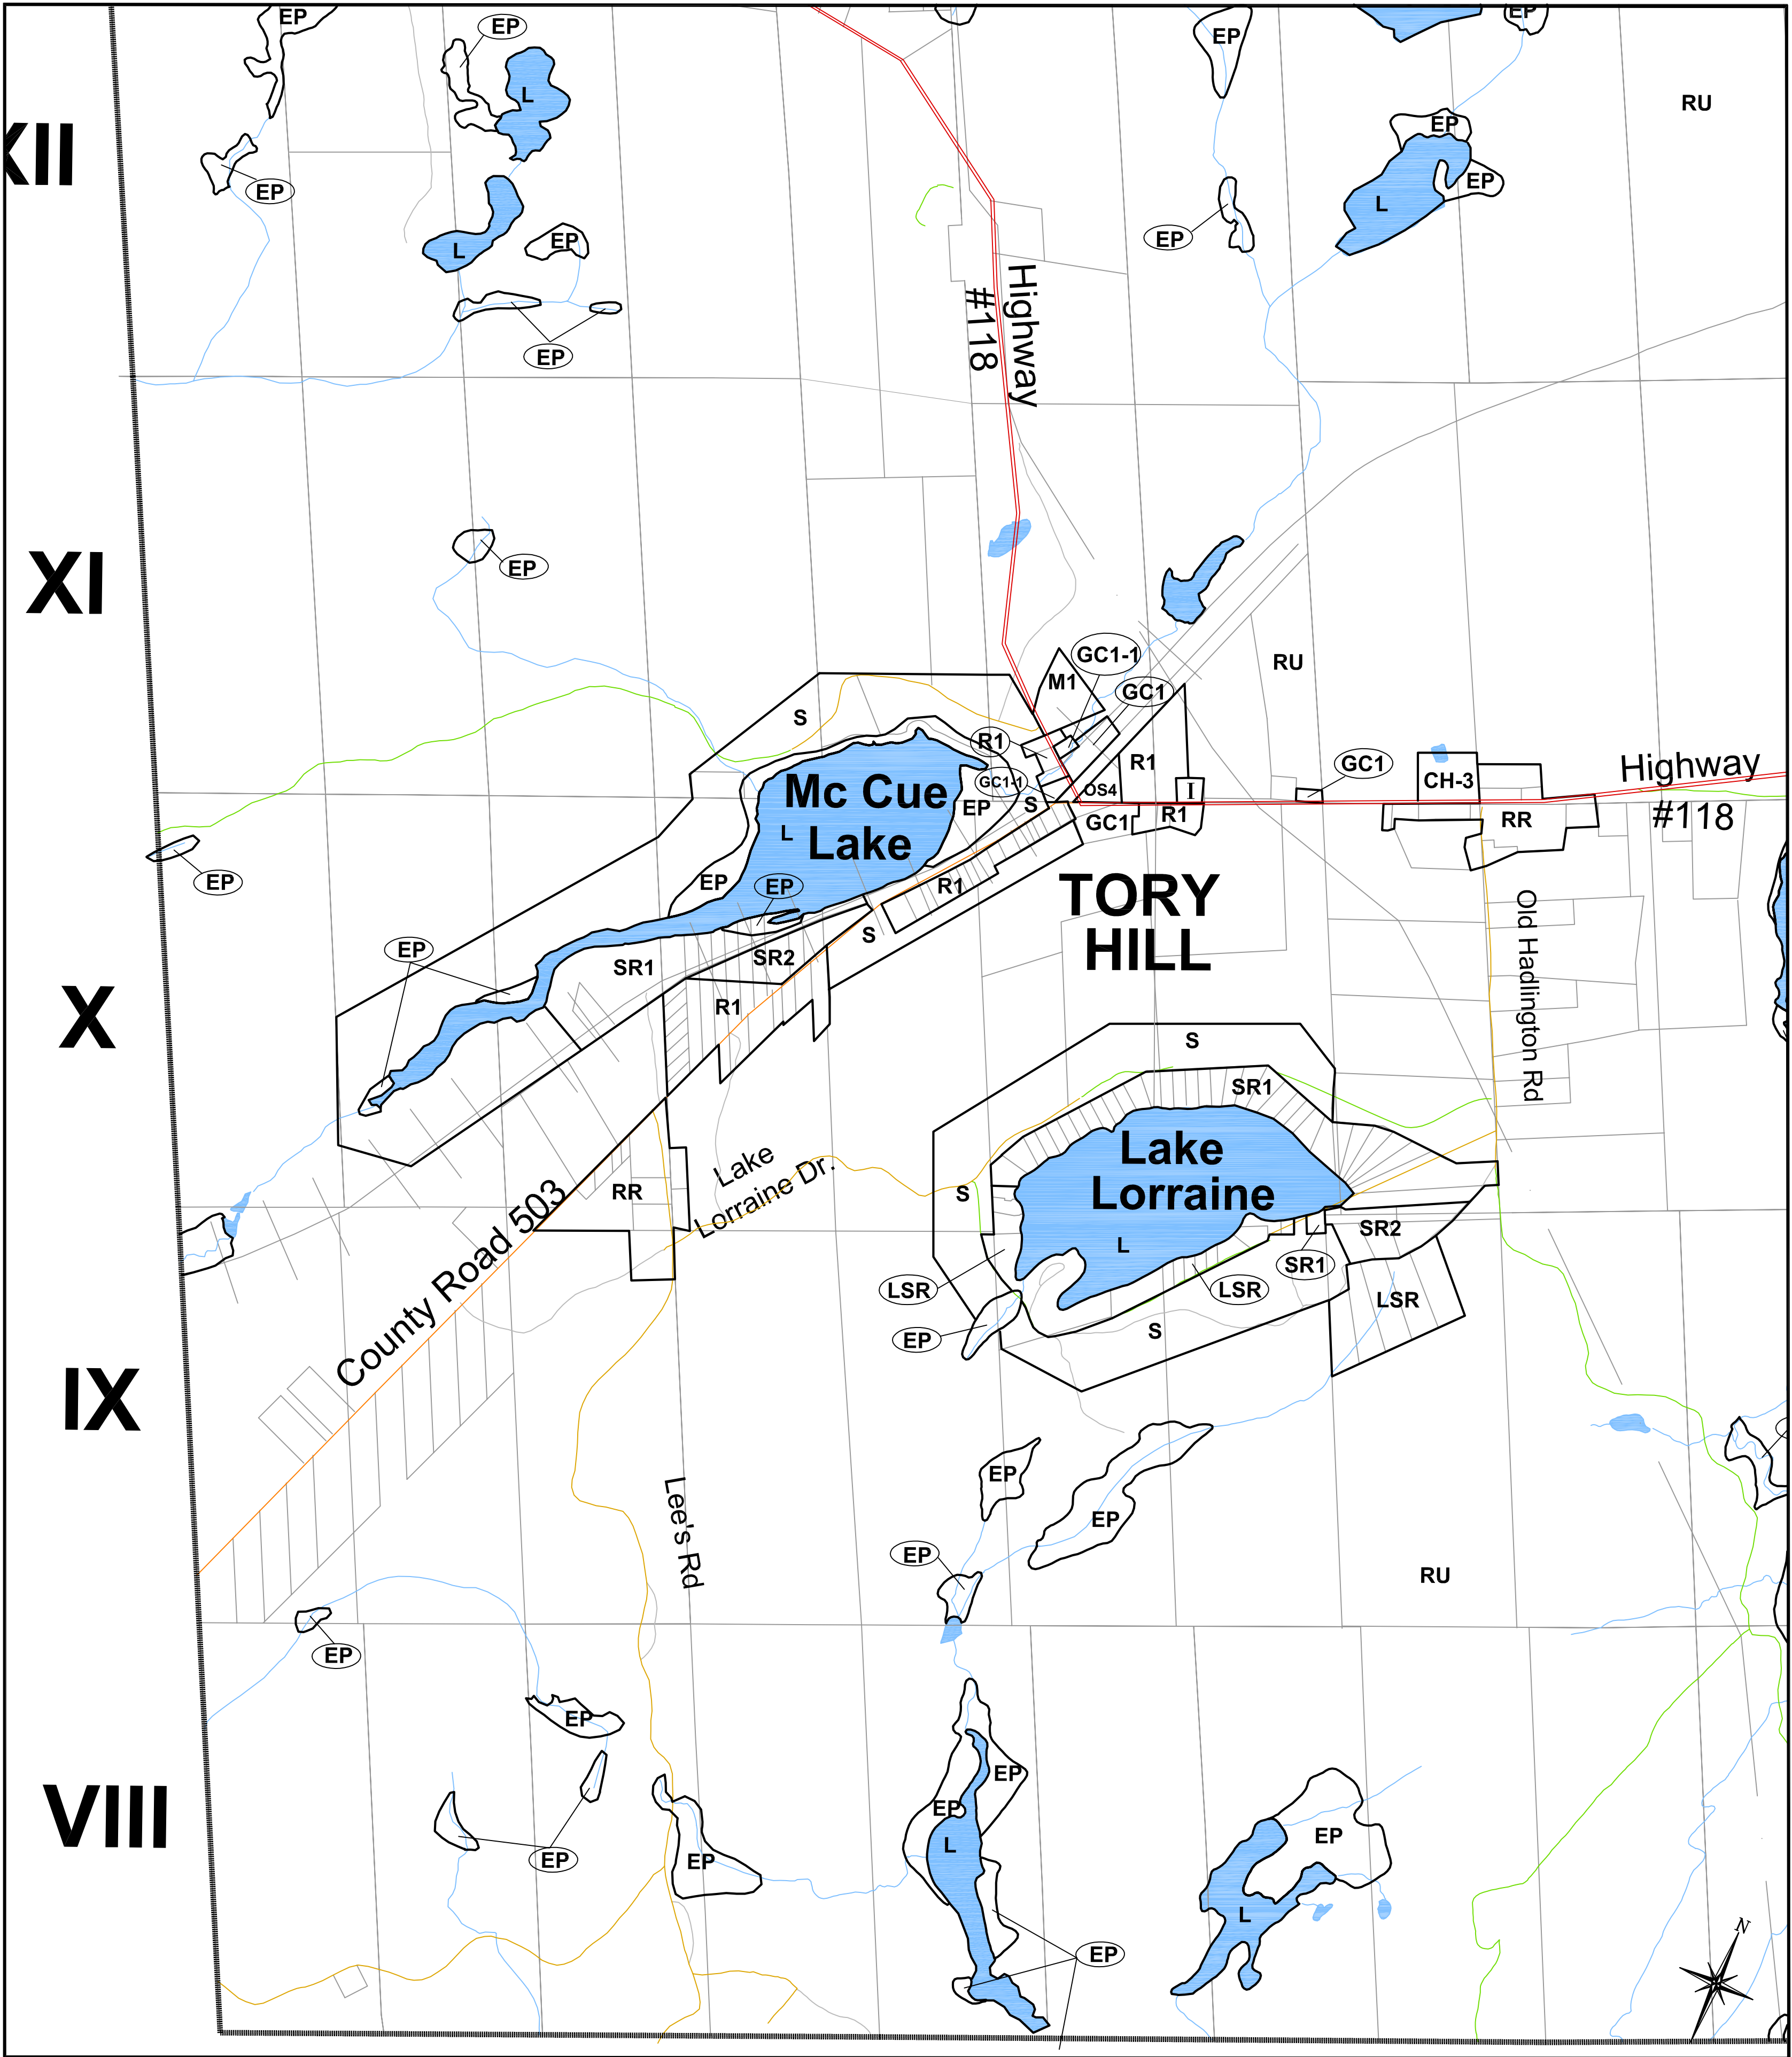 EP
EP
EP
EP
L
RU
XII
EP
EP
EP
L
EP
L
EP
EP
Highway
#118
EP
XI
EP
GC1-1
RU
M1
GC1
S
R1
R1
GC1
Highway
#118
GC1-1
CH-3
OS4
I
Mc Cue
Lake
L
EP
S
GC1
R1
RR
EP
EP
EP
R1
TORY
HILL
Old Hadlington Rd
S
EP
SR1
SR2
X
R1
S
SR1
Lake
Lorraine
L
Lake
Lorraine Dr.
RR
S
SR2
SR1
LSR
LSR
LSR
County Road 503
EP
S
IX
EP
Lee's Rd
EP
EP
RU
EP
EP
EP
EP
VIII
L
EP
EP
EP
L
EP
N